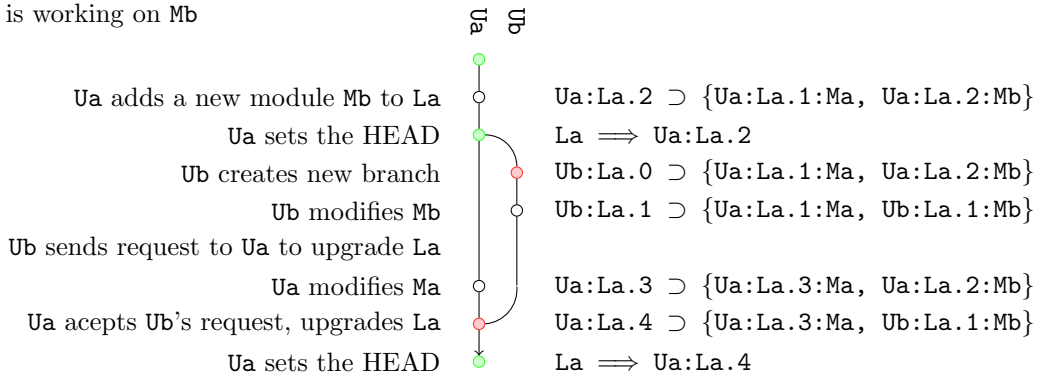 is working on Mb
Ua Ub
Ua adds a new module Mb to La Ua:La.2 ⊃ {Ua:La.1:Ma, Ua:La.2:Mb}
Ua sets the HEAD La ⟹ Ua:La.2
Ub creates new branch Ub:La.0 ⊃ {Ua:La.1:Ma, Ua:La.2:Mb}
Ub modifies Mb Ub:La.1 ⊃ {Ua:La.1:Ma, Ub:La.1:Mb}
Ub sends request to Ua to upgrade La
Ua modifies Ma Ua:La.3 ⊃ {Ua:La.3:Ma, Ua:La.2:Mb}
Ua acepts Ub's request, upgrades La Ua:La.4 ⊃ {Ua:La.3:Ma, Ub:La.1:Mb}
Ua sets the HEAD La ⟹ Ua:La.4